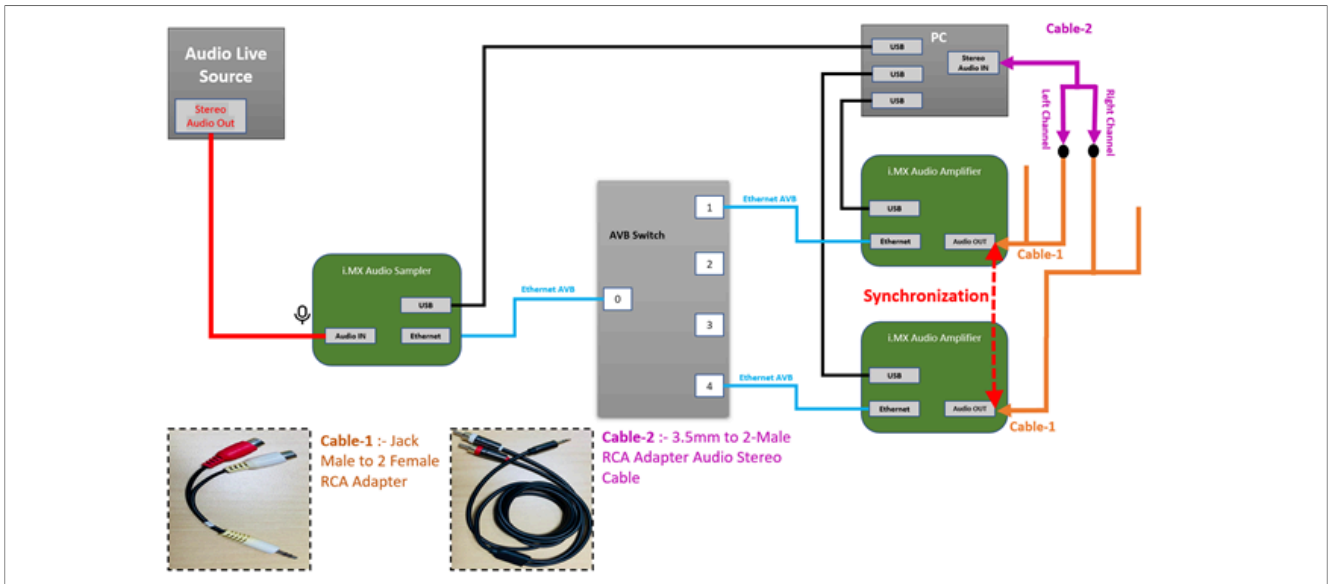 Audio Live
Source
Stereo
Audio Out
PC
USB
USB
USB
Stereo
Audio IN
Cable-2
Left Channel
Right Channel
i.MX Audio Amplifier
USB
Ethernet
Audio OUT
Cable-1
AVB Switch
0
1
2
3
4
Ethernet AVB
Ethernet AVB
Ethernet AVB
i.MX Audio Sampler
USB
Audio IN
Ethernet
Synchronization
i.MX Audio Amplifier
USB
Ethernet
Audio OUT
Cable-1
Cable-1 :- Jack
Male to 2 Female
RCA Adapter
Cable-2 :- 3.5mm to 2-Male
RCA Adapter Audio Stereo
Cable